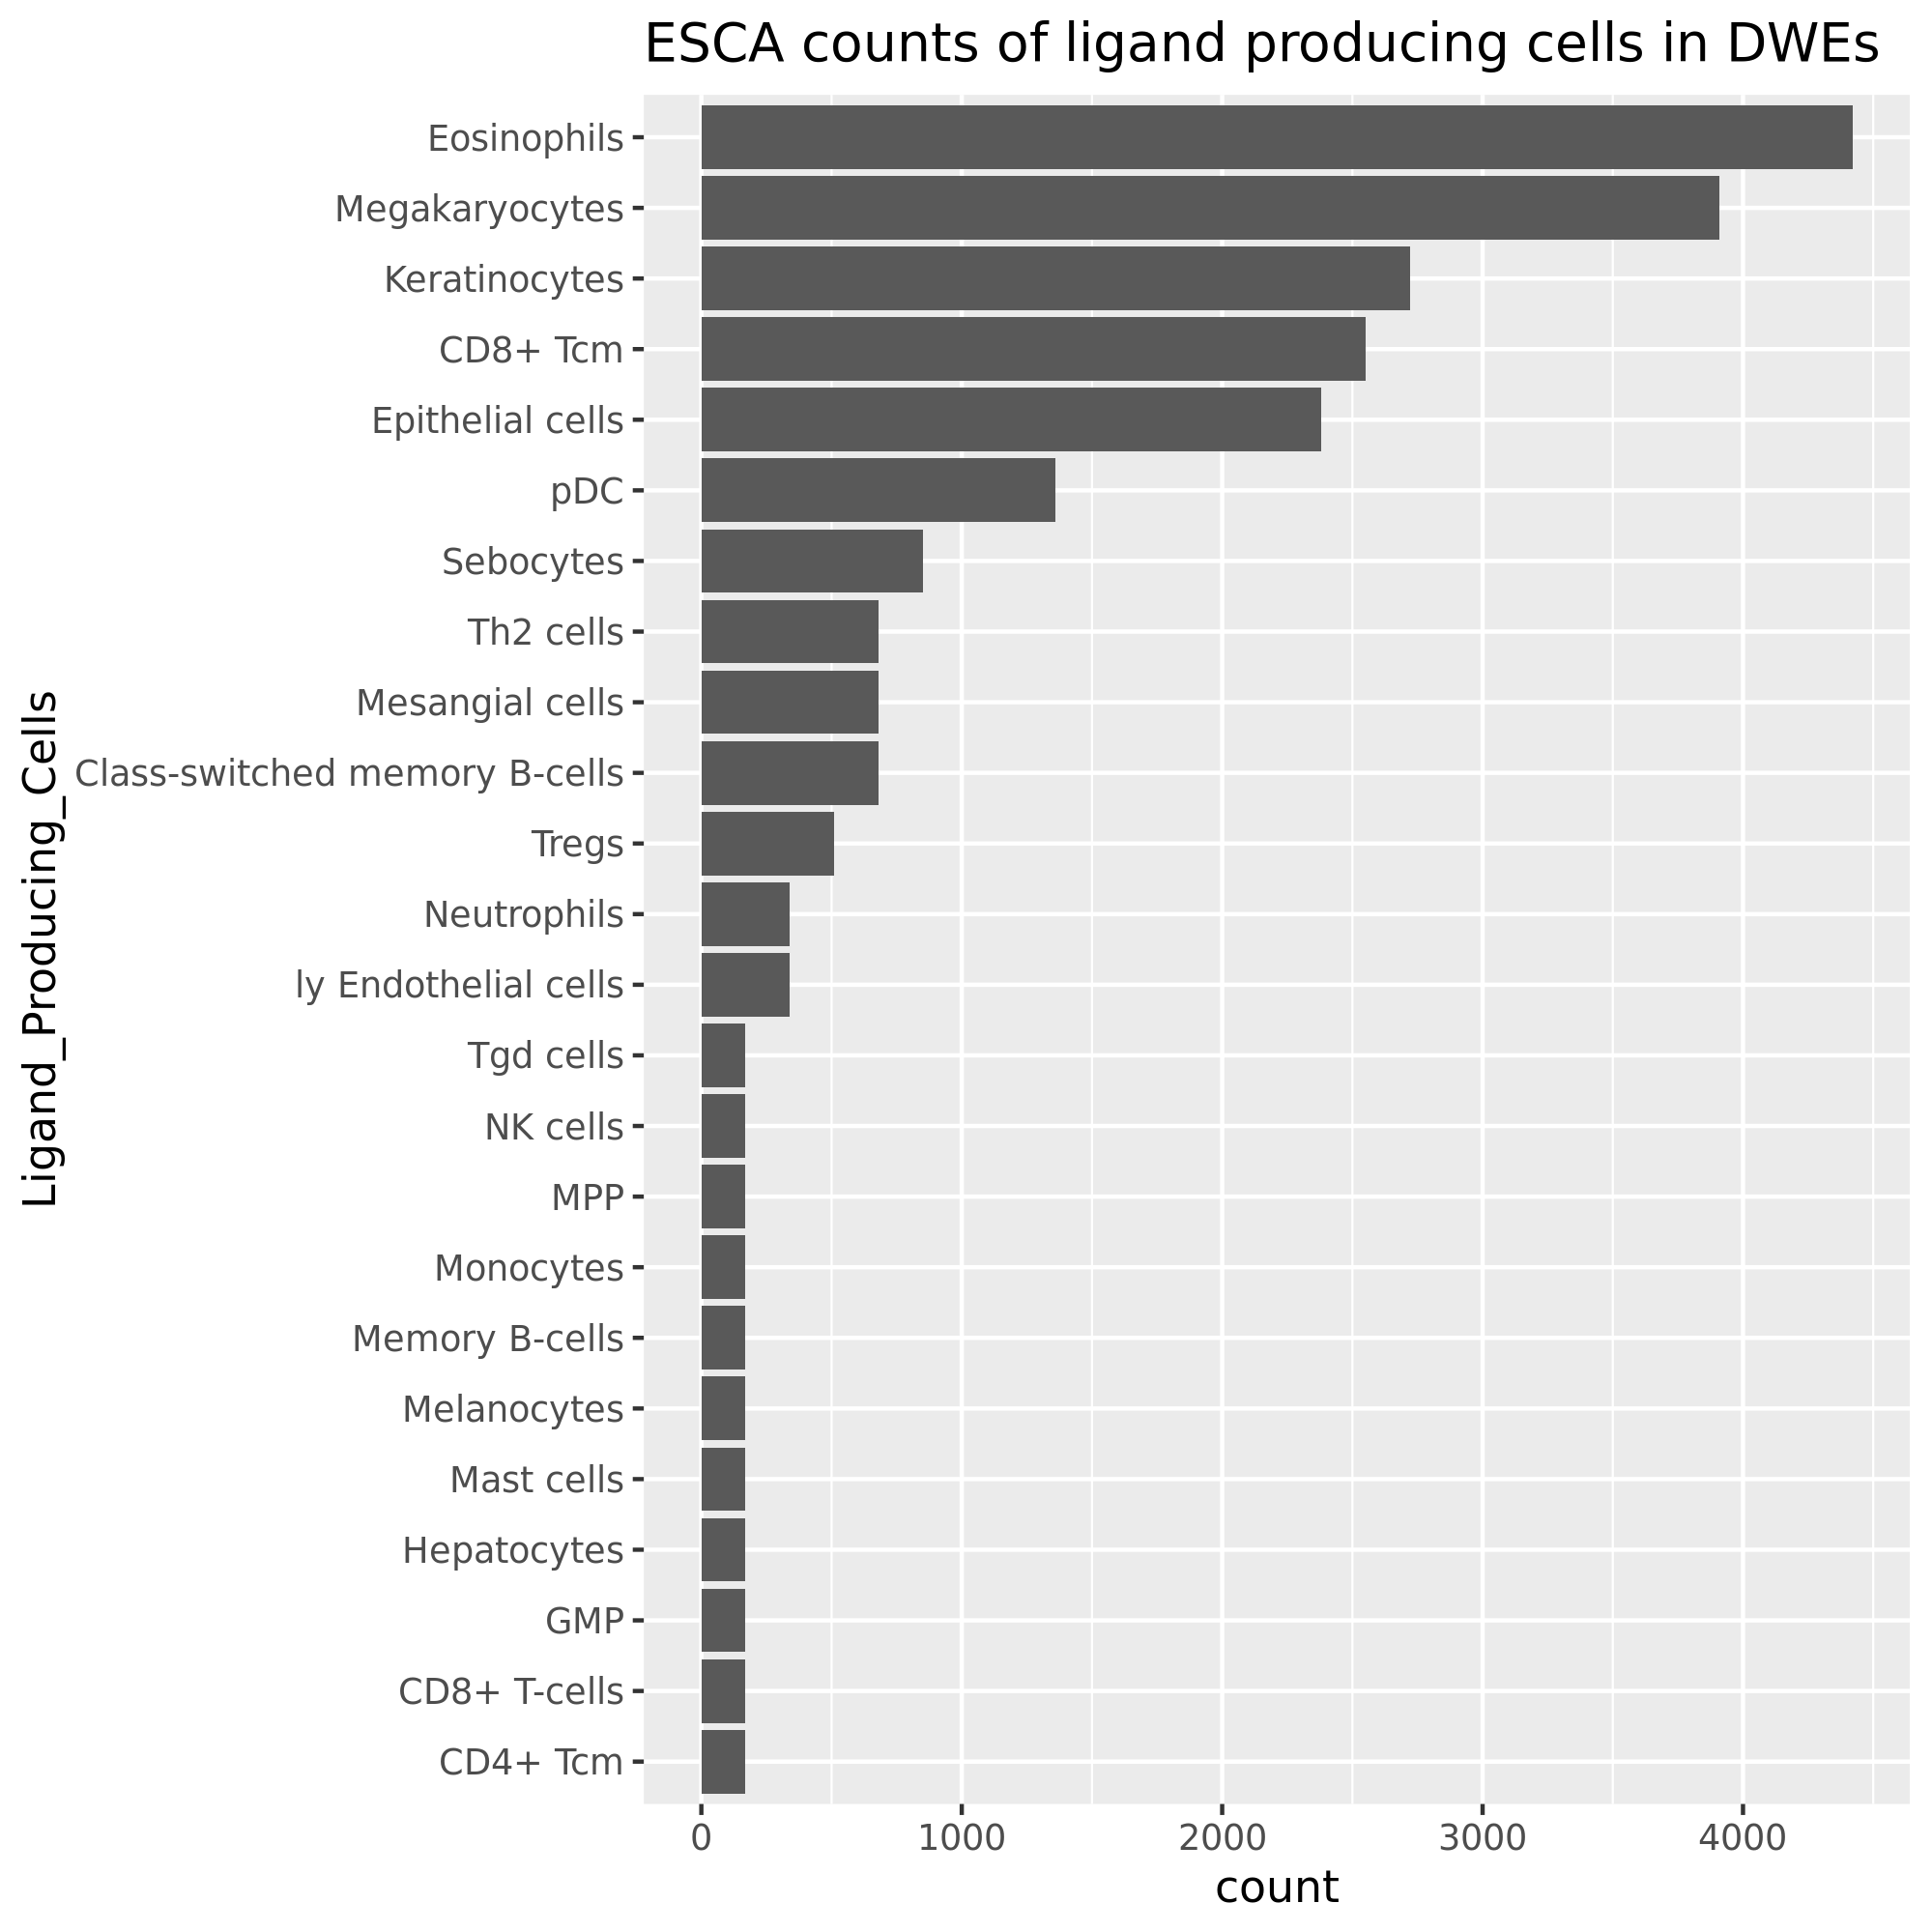 ESCA counts of ligand producing cells in DWEs
Ligand_Producing_Cells
Eosinophils
Megakaryocytes
Keratinocytes
CD8+ Tcm
Epithelial cells
pDC
Sebocytes
Th2 cells
Mesangial cells
Class-switched memory B-cells
Tregs
Neutrophils
ly Endothelial cells
Tgd cells
NK cells
MPP
Monocytes
Memory B-cells
Melanocytes
Mast cells
Hepatocytes
GMP
CD8+ T-cells
CD4+ Tcm
0 1000 2000 3000 4000
count